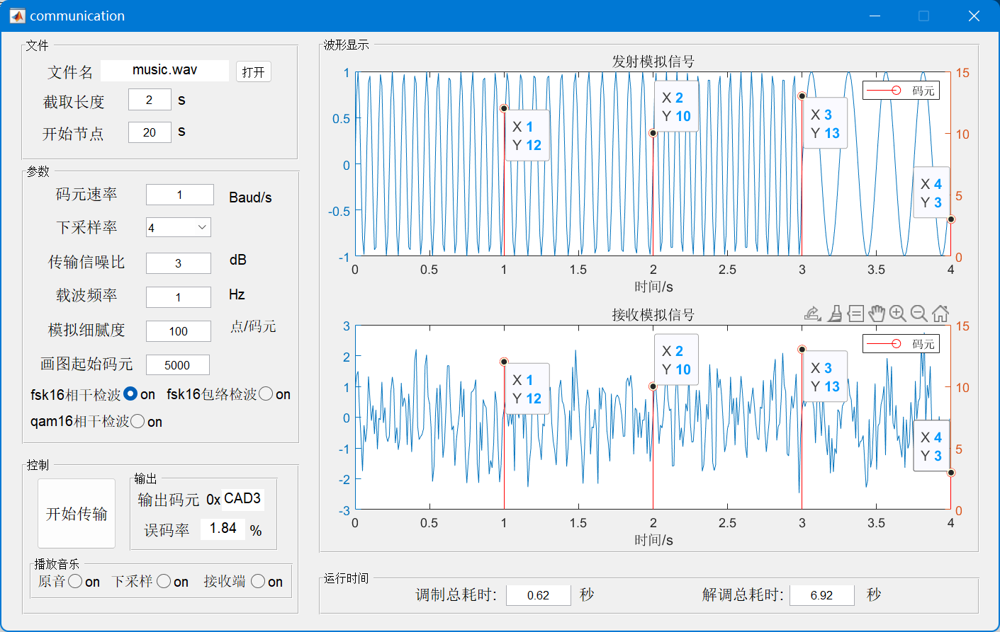 communication
文件
文件名 music.wav 打开
截取长度 2 s
开始节点 20 s
参数
码元速率 1 Baud/s
下采样率 4
传输信噪比 3 dB
载波频率 1 Hz
模拟细腻度 100 点/码元
画图起始码元 5000
fsk16相干检波 on fsk16包络检波 on
qam16相干检波 on
控制
开始传输
输出
输出码元 0x CAD3
误码率 1.84 %
播放音乐
原音 on 下采样 on 接收端 on
波形显示
发射模拟信号
1
0.5
0
-0.5
-1
15
10
5
0
码元
X 1
Y 12
X 2
Y 10
X 3
Y 13
X 4
Y 3
0 0.5 1 1.5 2 2.5 3 3.5 4
时间/s
接收模拟信号
3
2
1
0
-1
-2
-3
15
10
5
0
码元
X 1
Y 12
X 2
Y 10
X 3
Y 13
X 4
Y 3
0 0.5 1 1.5 2 2.5 3 3.5 4
时间/s
运行时间
调制总耗时: 0.62 秒 解调总耗时: 6.92 秒